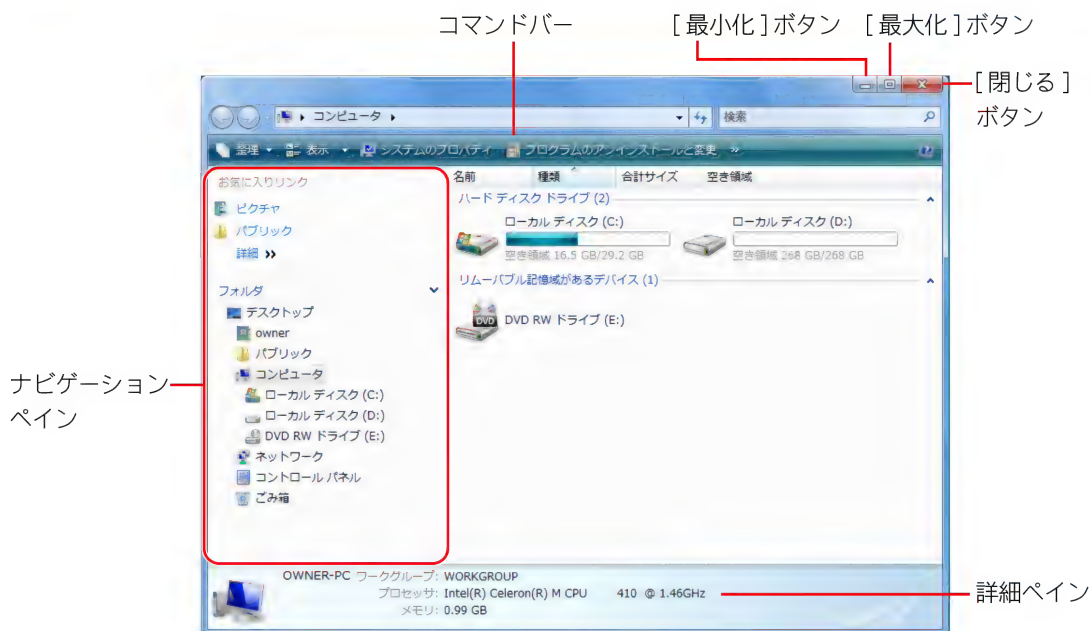 コマンドバー
[最小化]ボタン
[最大化]ボタン
[閉じる]
ボタン
コンピュータ
検索
整理
表示
システムのプロパティ
プログラムのアンインストールと変更 »
お気に入りリンク
ピクチャ
パブリック
詳細 »
フォルダ
デスクトップ
owner
パブリック
コンピュータ
ローカル ディスク (C:)
ローカル ディスク (D:)
DVD RW ドライブ (E:)
ネットワーク
コントロール パネル
ごみ箱
ナビゲーション
ペイン
名前 種類 合計サイズ 空き領域
ハード ディスク ドライブ (2)
ローカル ディスク (C:)
空き領域 16.5 GB/29.2 GB
ローカル ディスク (D:)
空き領域 268 GB/268 GB
リムーバブル記憶域があるデバイス (1)
DVD
DVD RW ドライブ (E:)
OWNER-PC ワークグループ: WORKGROUP
プロセッサ: Intel(R) Celeron(R) M CPU 410 @ 1.46GHz
メモリ: 0.99 GB
詳細ペイン